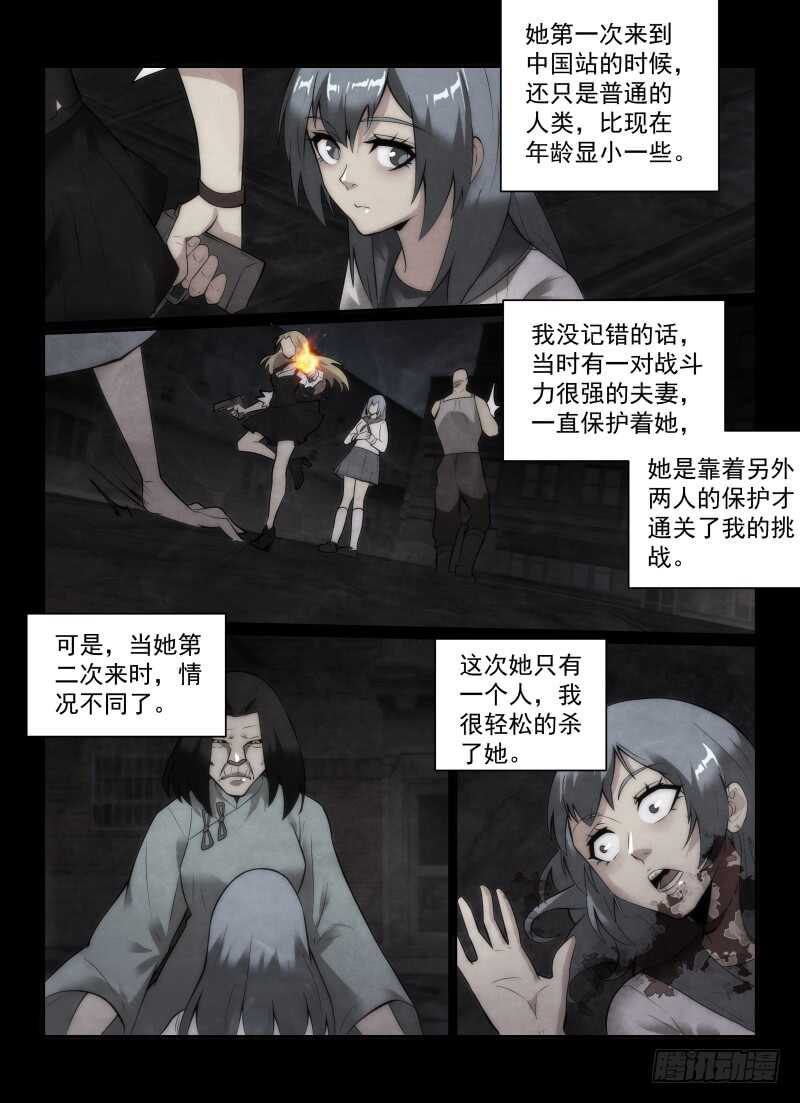 她第一次来到
中国站的时候，
还只是普通的
人类，比现在
年龄显小一些。
我没记错的话，
当时有一对战斗
力很强的夫妻，
一直保护着她，
她是靠着另外
两人的保护才
通关了我的挑
战。
可是，当她第
二次来时，情
况不同了。
这次她只有
一个人，我
很轻松的杀
了她。
腾讯动漫